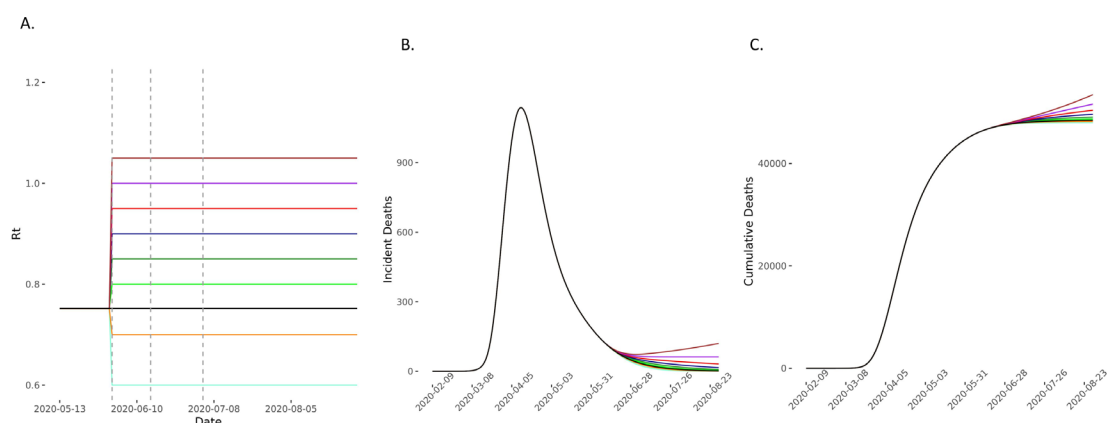 A.
1.2
1.0
Rt
0.8
0.6
2020-05-13 2020-06-10 2020-07-08 2020-08-05
Date
B.
900
600
300
0
Incident Deaths
2020-02-09 2020-03-08 2020-04-05 2020-05-03 2020-05-31 2020-06-28 2020-07-26 2020-08-23
C.
40000
20000
0
Cumulative Deaths
2020-02-09 2020-03-08 2020-04-05 2020-05-03 2020-05-31 2020-06-28 2020-07-26 2020-08-23